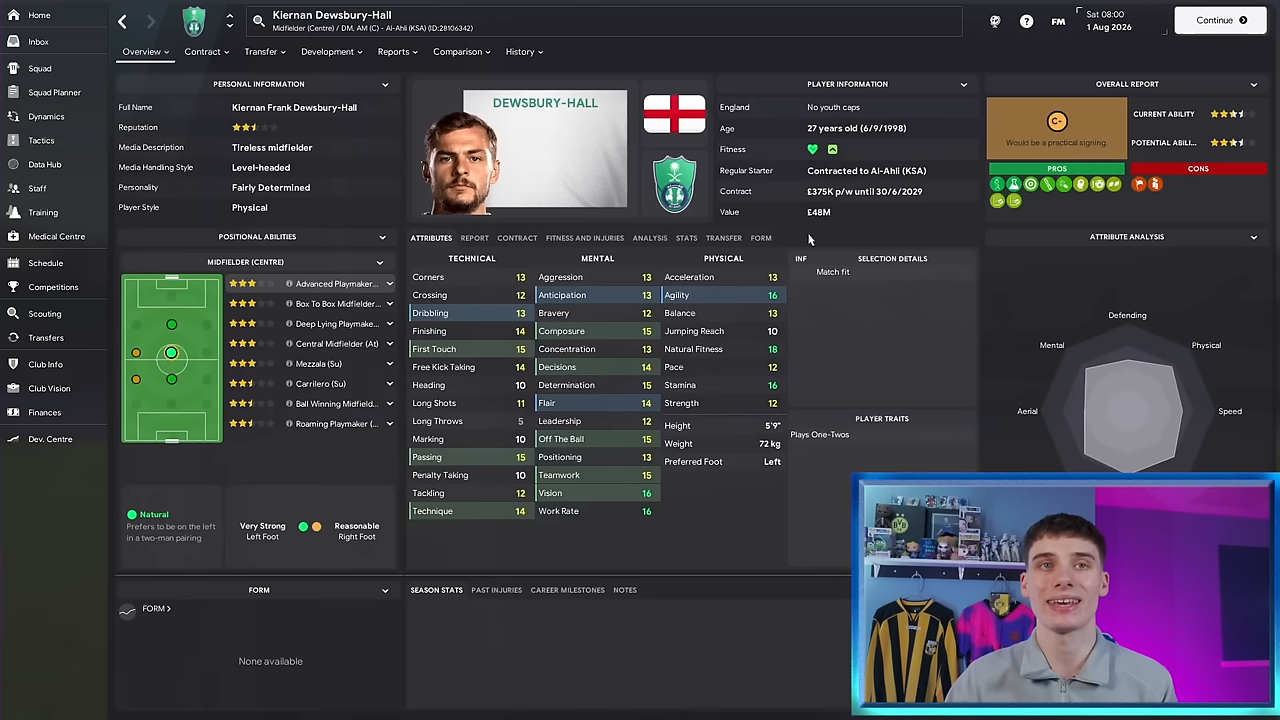 Home
Inbox
Squad
Squad Planner
Dynamics
Tactics
Data Hub
Staff
Training
Medical Centre
Schedule
Competitions
Scouting
Transfers
Club Info
Club Vision
Finances
Dev. Centre
Kiernan Dewsbury-Hall
Midfielder (Centre) / DM, AM (C) - Al-Ahli (KSA) (ID:28106342)
FM
Sat 08:00
1 Aug 2026
Continue
Overview Contract Transfer Development Reports Comparison History
PERSONAL INFORMATION
Full Name Kiernan Frank Dewsbury-Hall
Reputation
Media Description Tireless midfielder
Media Handling Style Level-headed
Personality Fairly Determined
Player Style Physical
DEWSBURY-HALL
PLAYER INFORMATION
England No youth caps
Age 27 years old (6/9/1998)
Fitness
Regular Starter Contracted to Al-Ahli (KSA)
Contract £375K p/w until 30/6/2029
Value £48M
OVERALL REPORT
C-
Would be a practical signing.
CURRENT ABILITY
POTENTIAL ABILI...
PROS CONS
POSITIONAL ABILITIES
MIDFIELDER (CENTRE)
Advanced Playmaker...
Box To Box Midfielder...
Deep Lying Playmake...
Central Midfielder (At)
Mezzala (Su)
Carrilero (Su)
Ball Winning Midfield...
Roaming Playmaker (...
Natural
Prefers to be on the left
in a two-man pairing
Very Strong
Left Foot
Reasonable
Right Foot
ATTRIBUTES REPORT CONTRACT FITNESS AND INJURIES ANALYSIS STATS TRANSFER FORM
TECHNICAL
Corners 13
Crossing 12
Dribbling 13
Finishing 14
First Touch 15
Free Kick Taking 14
Heading 10
Long Shots 11
Long Throws 5
Marking 10
Passing 15
Penalty Taking 10
Tackling 12
Technique 14
MENTAL
Aggression 13
Anticipation 13
Bravery 12
Composure 15
Concentration 13
Decisions 14
Determination 15
Flair 14
Leadership 12
Off The Ball 15
Positioning 13
Teamwork 15
Vision 16
Work Rate 16
PHYSICAL
Acceleration 13
Agility 16
Balance 13
Jumping Reach 10
Natural Fitness 18
Pace 12
Stamina 16
Strength 12
Height 5'9"
Weight 72 kg
Preferred Foot Left
INF SELECTION DETAILS
Match fit
PLAYER TRAITS
Plays One-Twos
ATTRIBUTE ANALYSIS
Defending
Mental Physical
Aerial Speed
FORM
FORM
None available
SEASON STATS PAST INJURIES CAREER MILESTONES NOTES